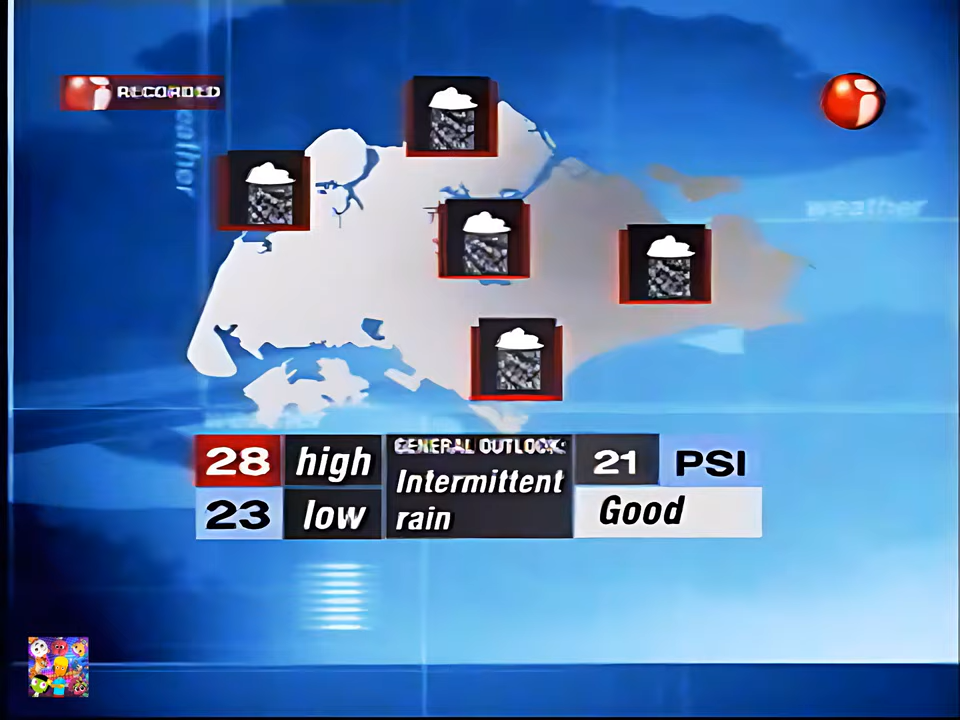 RECORDED
weather
weather
28 high
23 low
GENERAL OUTLOOK:
Intermittent
rain
21 PSI
Good